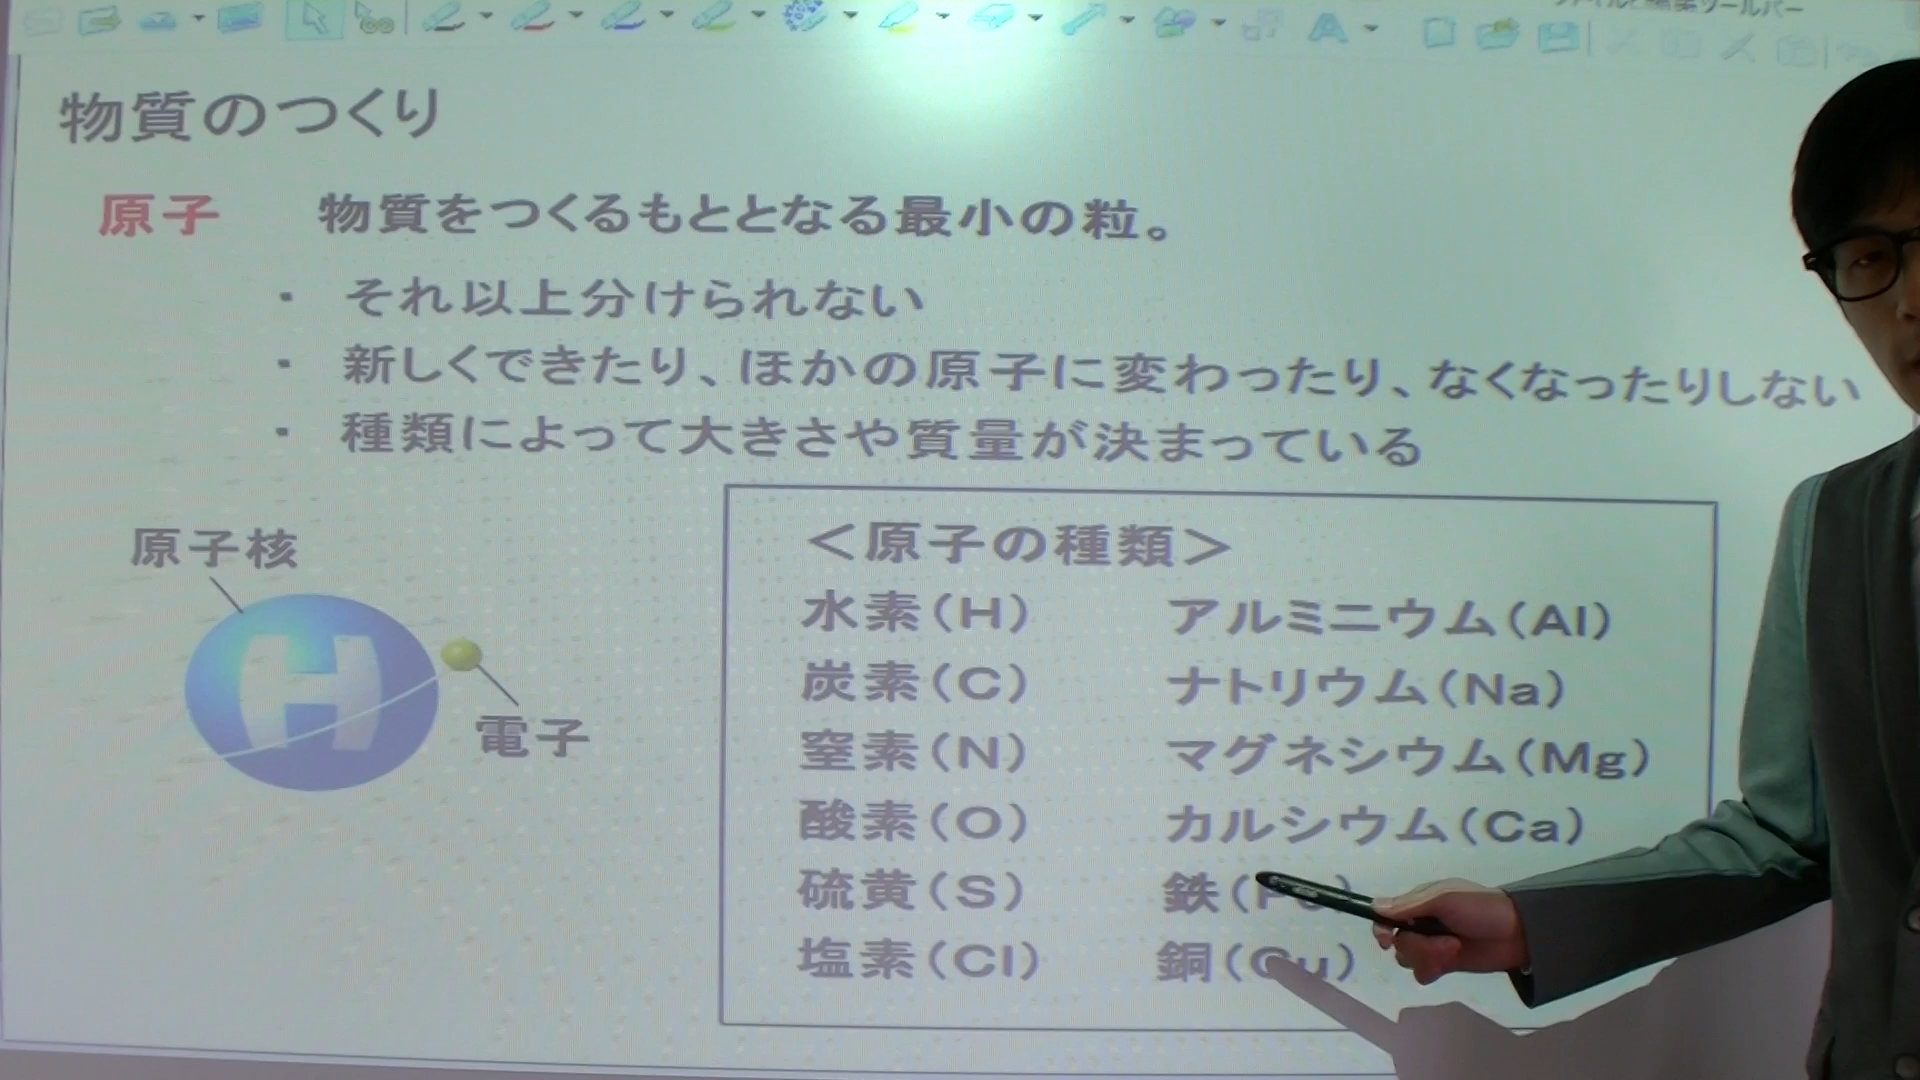 物質のつくり
原子 物質をつくるもととなる最小の粒。
・ それ以上分けられない
・ 新しくできたり、ほかの原子に変わったり、なくなったりしない
・ 種類によって大きさや質量が決まっている
原子核
H
電子
＜原子の種類＞
水素(H) アルミニウム(Al)
炭素(C) ナトリウム(Na)
窒素(N) マグネシウム(Mg)
酸素(O) カルシウム(Ca)
硫黄(S) 鉄(Fe)
塩素(Cl) 銅(Cu)